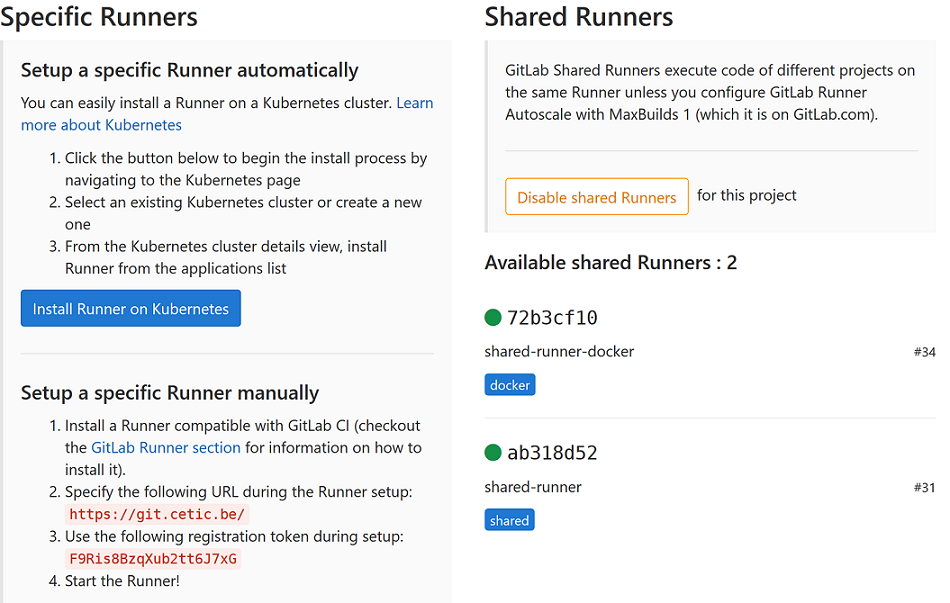 Specific Runners
Setup a specific Runner automatically
You can easily install a Runner on a Kubernetes cluster. Learn
more about Kubernetes
1. Click the button below to begin the install process by
navigating to the Kubernetes page
2. Select an existing Kubernetes cluster or create a new
one
3. From the Kubernetes cluster details view, install
Runner from the applications list
Install Runner on Kubernetes
Setup a specific Runner manually
1. Install a Runner compatible with GitLab CI (checkout
the GitLab Runner section for information on how to
install it).
2. Specify the following URL during the Runner setup:
https://git.cetic.be/
3. Use the following registration token during setup:
F9Ris8BzqXub2tt6J7xG
4. Start the Runner!
Shared Runners
GitLab Shared Runners execute code of different projects on
the same Runner unless you configure GitLab Runner
Autoscale with MaxBuilds 1 (which it is on GitLab.com).
Disable shared Runners for this project
Available shared Runners : 2
72b3cf10
shared-runner-docker #34
docker
ab318d52
shared-runner #31
shared